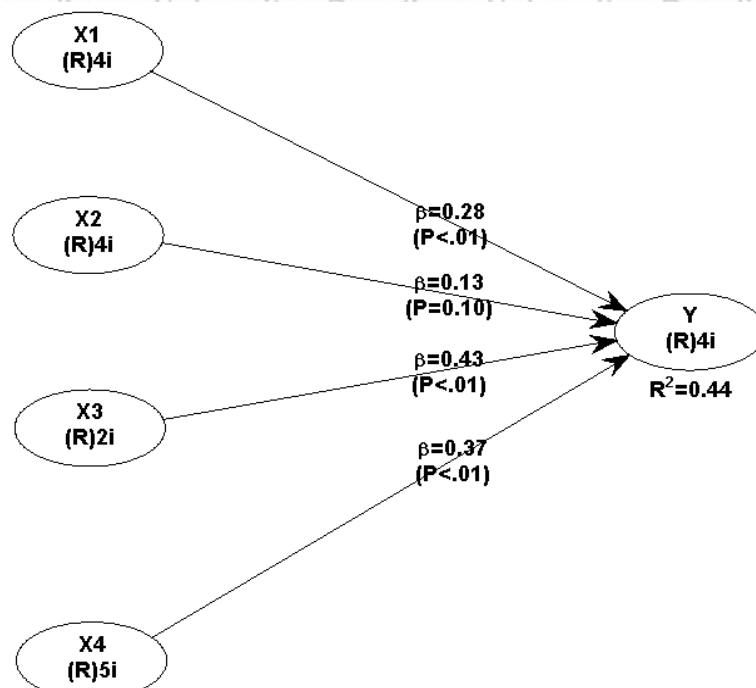 X1
(R)4i
β=0.28
(P<.01)
X2
(R)4i
β=0.13
(P=0.10)
Y
(R)4i
R²=0.44
β=0.43
(P<.01)
X3
(R)2i
β=0.37
(P<.01)
X4
(R)5i